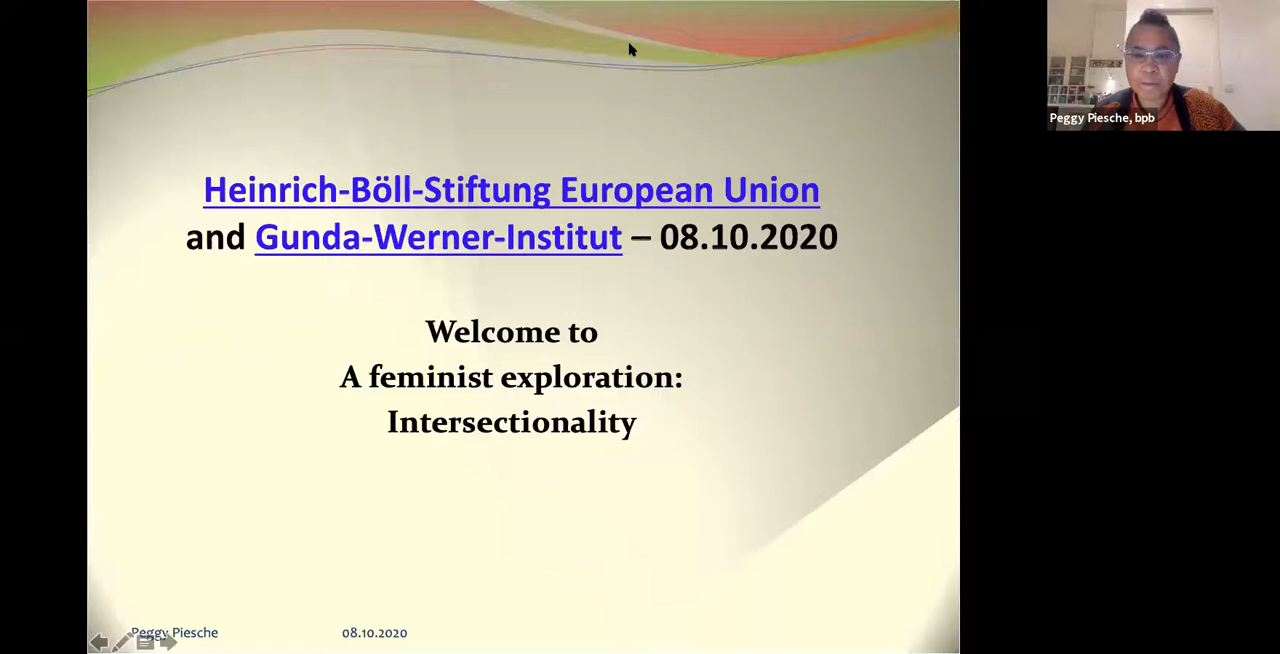 Heinrich-Böll-Stiftung European Union
and Gunda-Werner-Institut – 08.10.2020
Welcome to
A feminist exploration:
Intersectionality
Peggy Piesche
08.10.2020
Peggy Piesche, bpb